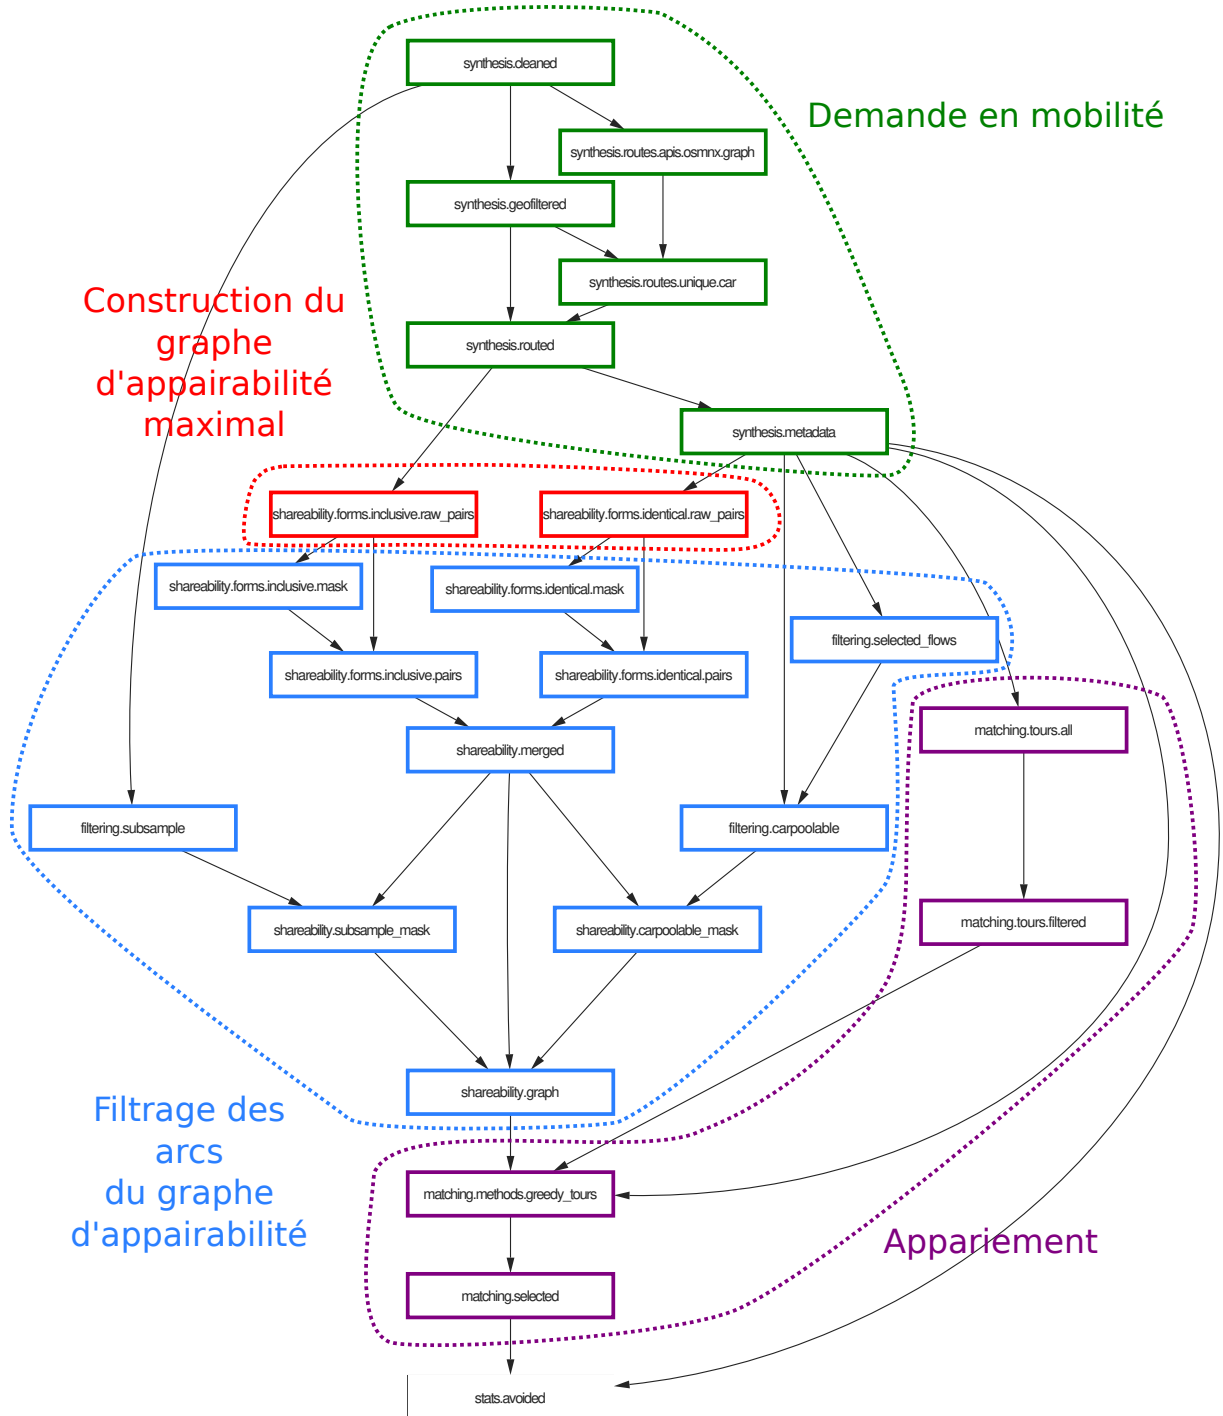 synthesis.cleaned
Demande en mobilité
synthesis.routes.apis.osmnx.graph
synthesis.geofiltered
synthesis.routes.unique.car
Construction du
graphe
d'appairabilité
maximal
synthesis.routed
synthesis.metadata
shareability.forms.inclusive.raw_pairs
shareability.forms.identical.raw_pairs
shareability.forms.inclusive.mask
shareability.forms.identical.mask
filtering.selected_flows
shareability.forms.inclusive.pairs
shareability.forms.identical.pairs
matching.tours.all
shareability.merged
filtering.subsample
filtering.carpoolable
matching.tours.filtered
shareability.subsample_mask
shareability.carpoolable_mask
shareability.graph
Filtrage des
arcs
du graphe
d'appairabilité
matching.methods.greedy_tours
Appariement
matching.selected
stats.avoided